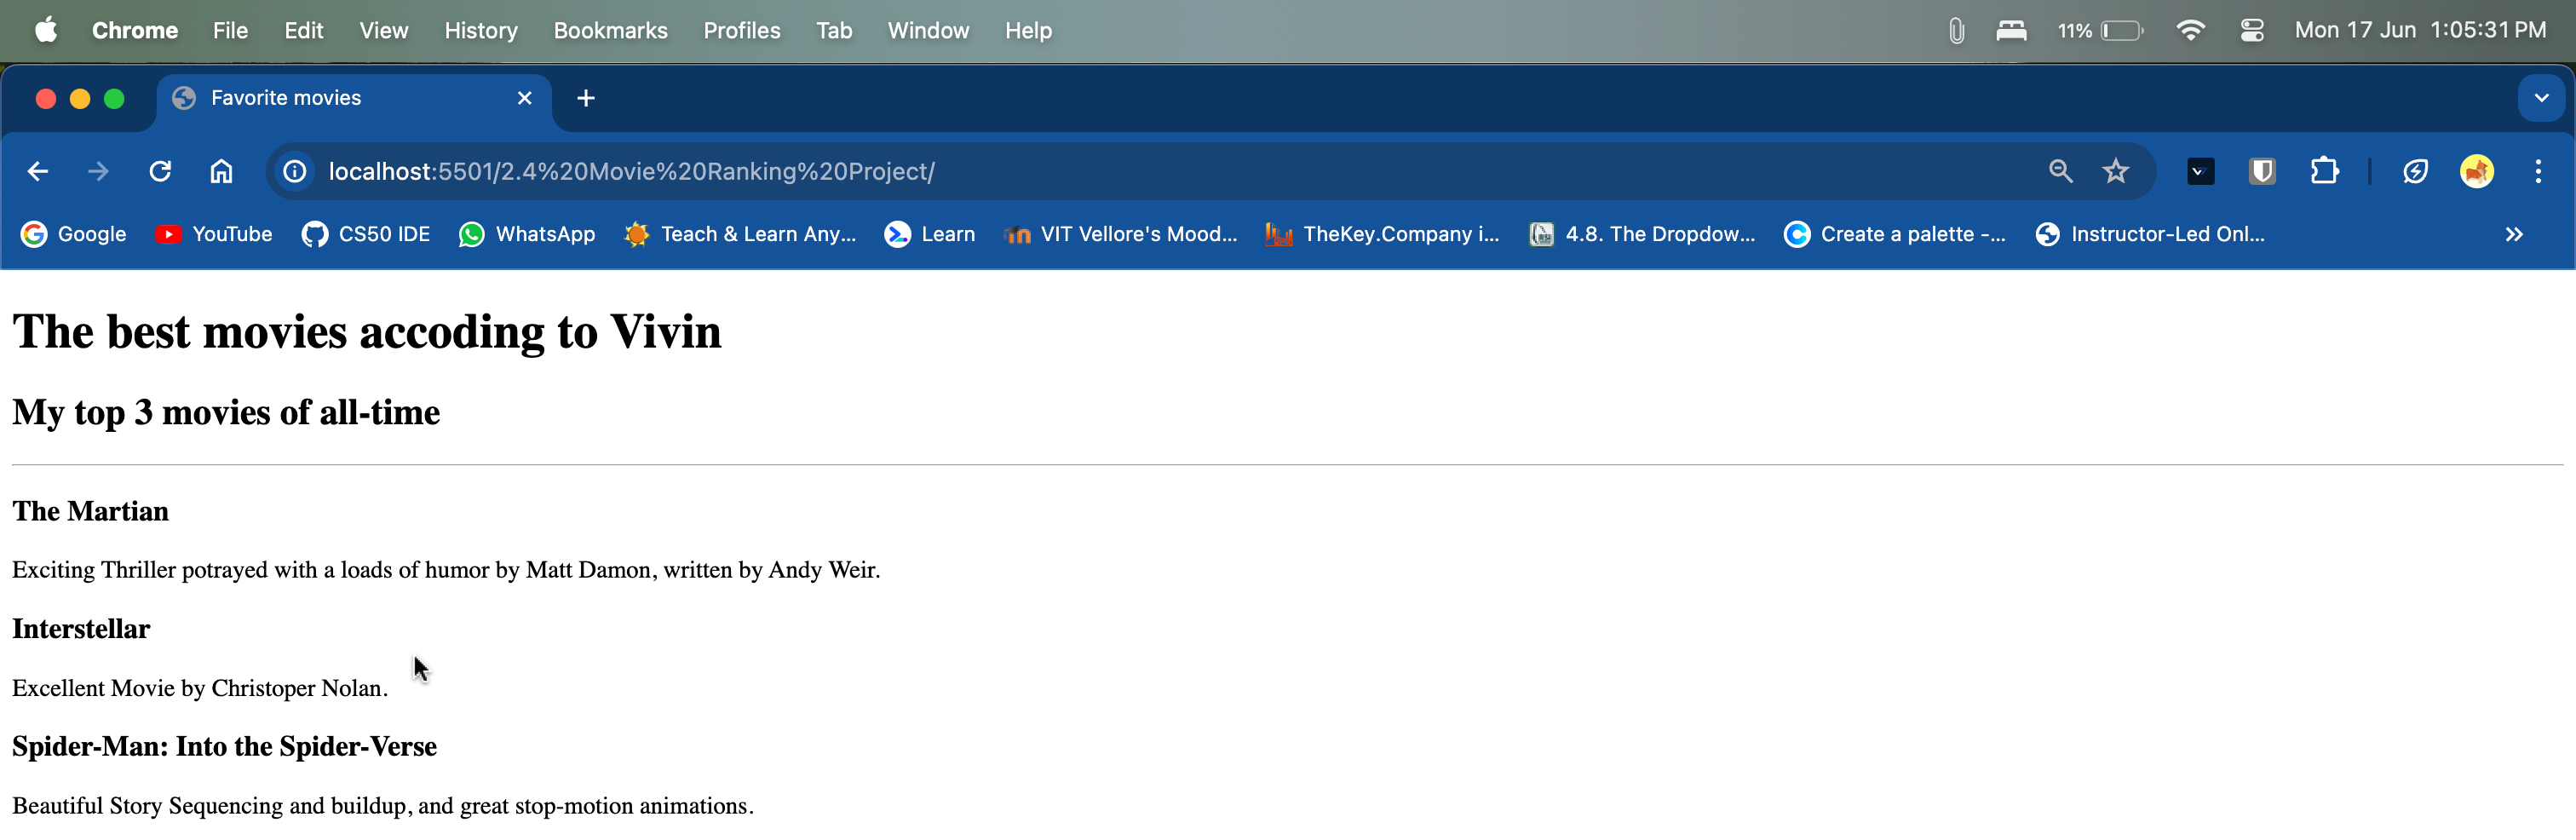 Chrome File Edit View History Bookmarks Profiles Tab Window Help 11% Mon 17 Jun 1:05:31 PM
Favorite movies
localhost:5501/2.4%20Movie%20Ranking%20Project/
Google YouTube CS50 IDE WhatsApp Teach & Learn Any... Learn VIT Vellore's Mood... TheKey.Company i... 4.8. The Dropdow... Create a palette -... Instructor-Led Onl...
The best movies accoding to Vivin
My top 3 movies of all-time
The Martian
Exciting Thriller potrayed with a loads of humor by Matt Damon, written by Andy Weir.
Interstellar
Excellent Movie by Christoper Nolan.
Spider-Man: Into the Spider-Verse
Beautiful Story Sequencing and buildup, and great stop-motion animations.